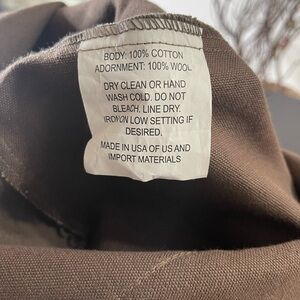 BODY: 100% COTTON
ADORNMENT: 100% WOOL
DRY CLEAN OR HAND
WASH COLD. DO NOT
BLEACH. LINE DRY.
IRON ON LOW SETTING IF
DESIRED.
MADE IN USA OF US AND
IMPORT MATERIALS